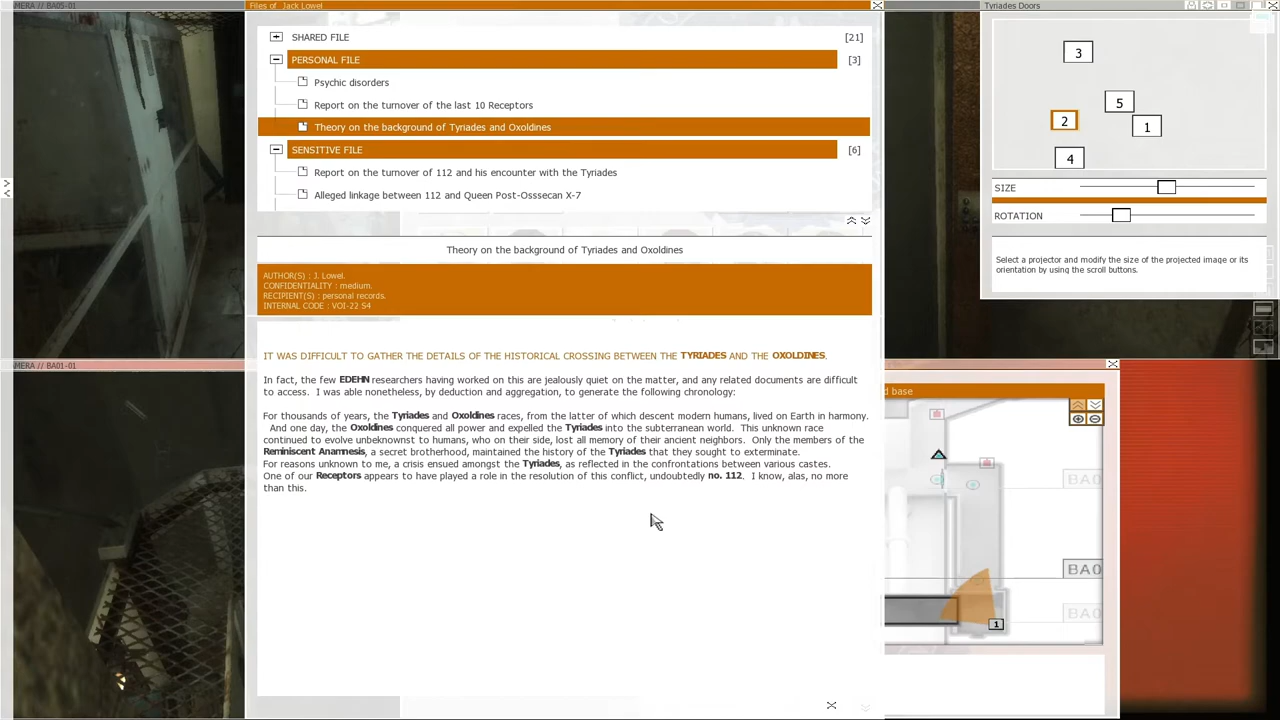 MERA // BA05-01
Files of  Jack Lowel
SHARED FILE [21]
PERSONAL FILE [3]
Psychic disorders
Report on the turnover of the last 10 Receptors
Theory on the background of Tyriades and Oxoldines
SENSITIVE FILE [6]
Report on the turnover of 112 and his encounter with the Tyriades
Alleged linkage between 112 and Queen Post-Osssecan X-7
Theory on the background of Tyriades and Oxoldines
AUTHOR(S) : J. Lowel.
CONFIDENTIALITY : medium.
RECIPIENT(S) : personal records.
INTERNAL CODE : VOI-22 S4
IT WAS DIFFICULT TO GATHER THE DETAILS OF THE HISTORICAL CROSSING BETWEEN THE TYRIADES AND THE OXOLDINES.
In fact, the few EDEHN researchers having worked on this are jealously quiet on the matter, and any related documents are difficult
to access.  I was able nonetheless, by deduction and aggregation, to generate the following chronology:
For thousands of years, the Tyriades and Oxoldines races, from the latter of which descent modern humans, lived on Earth in harmony.
And one day, the Oxoldines conquered all power and expelled the Tyriades into the subterranean world.  This unknown race
continued to evolve unbeknownst to humans, who on their side, lost all memory of their ancient neighbors.  Only the members of the
Reminiscent Anamnesis, a secret brotherhood, maintained the history of the Tyriades that they sought to exterminate.
For reasons unknown to me, a crisis ensued amongst the Tyriades, as reflected in the confrontations between various castes.
One of our Receptors appears to have played a role in the resolution of this conflict, undoubtedly no. 112.  I know, alas, no more
than this.
Tyriades Doors
3
5
2
1
4
SIZE
ROTATION
Select a projector and modify the size of the projected image or its
orientation by using the scroll buttons.
MERA // BA01-01
d base
BA0
BA0
BA0
1